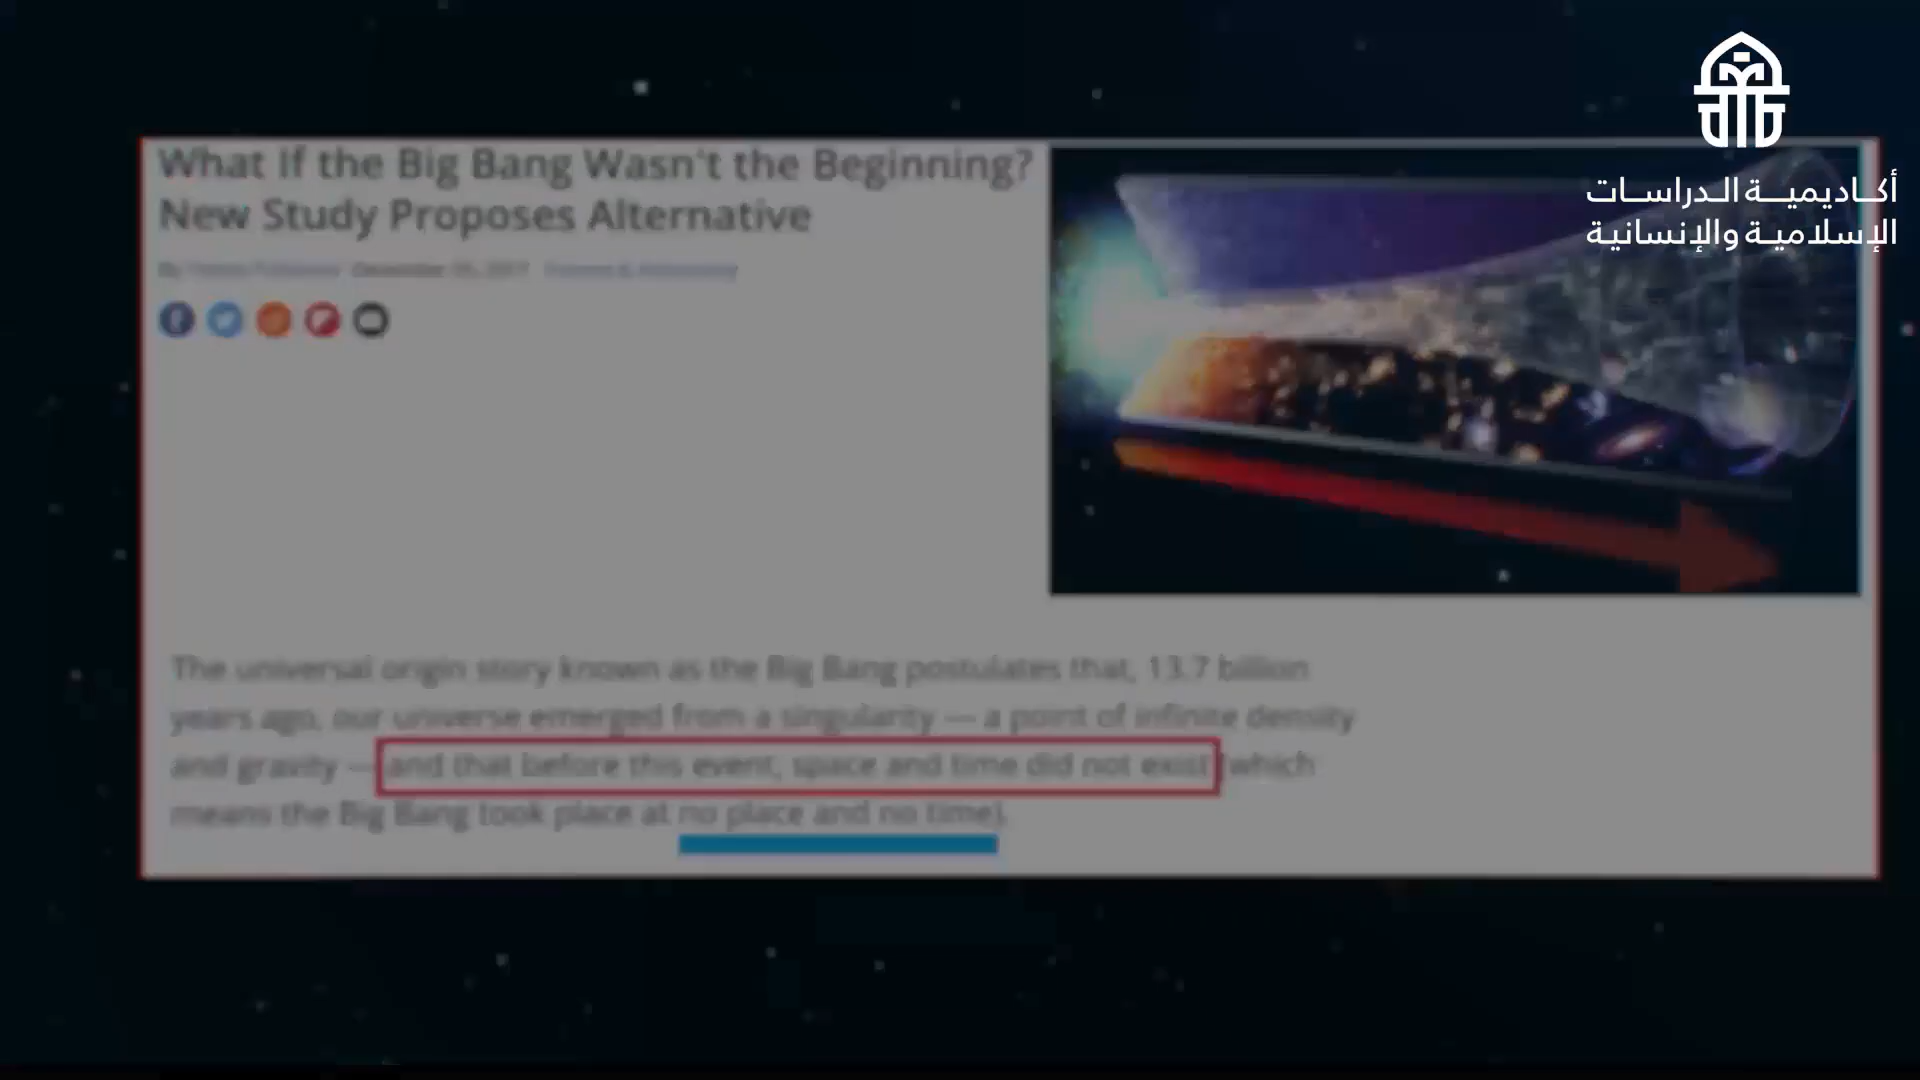 What If the Big Bang Wasn't the Beginning?
New Study Proposes Alternative
By December 2017
أكاديمية الدراسات
الإسلامية والإنسانية
The universal origin story known as the Big Bang postulates that, 13.7 billion
years ago, our universe emerged from a singularity — a point of infinite density
and gravity — and that before this event, space and time did not exist (which
means the Big Bang took place at no place and no time).